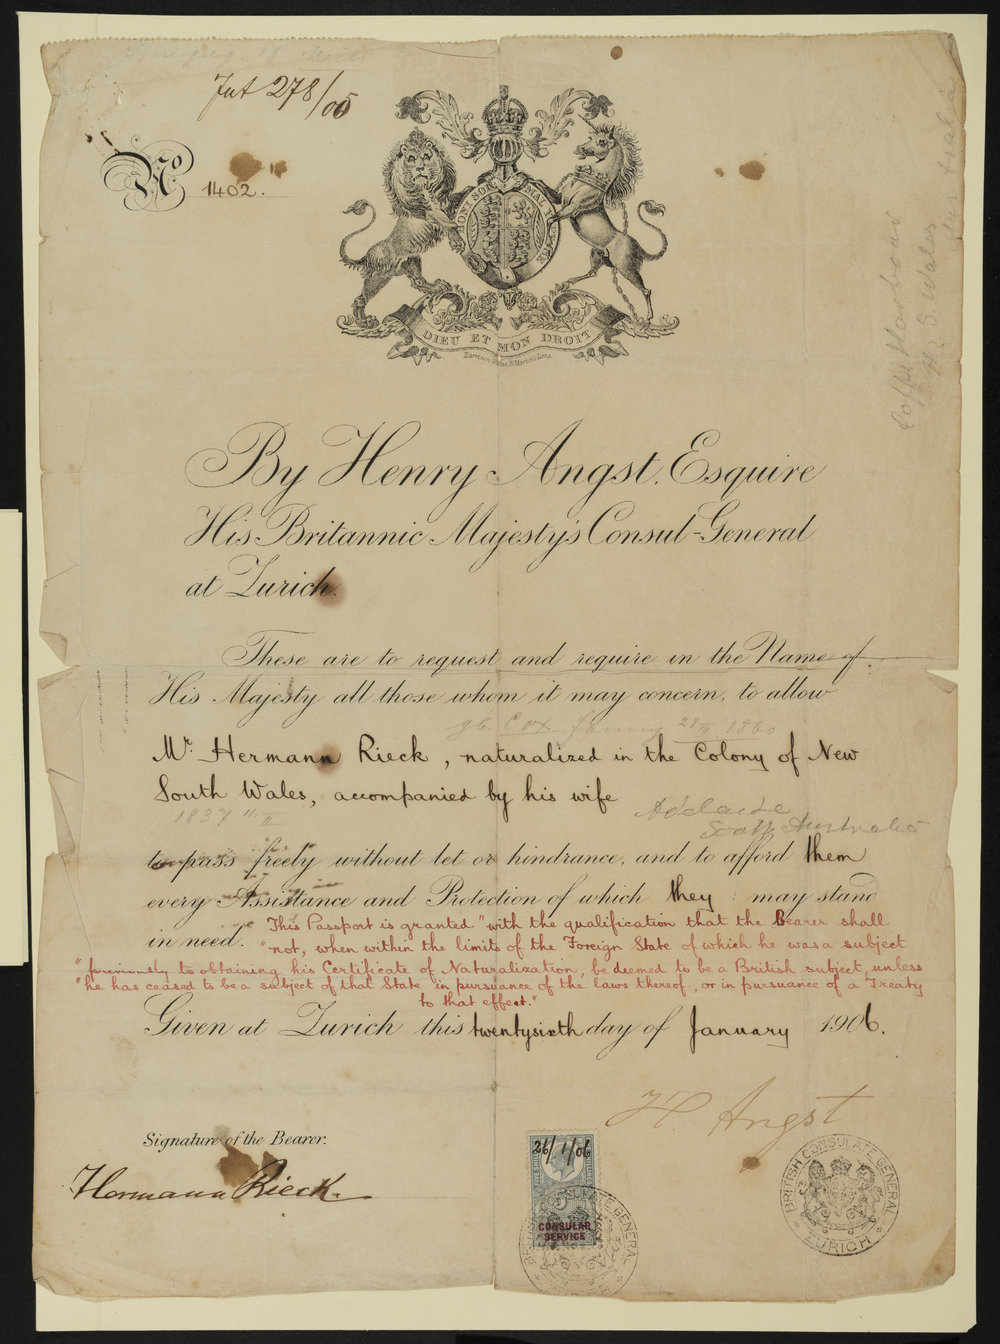 278/05
No 1402.
HONI SOIT MAL Y
DIEU ET MON DROIT
Coffs Harbour
N. S. Wales
Australia
By Henry Angst, Esquire
His Britannic Majesty's Consul-General
at Zurich.
These are to request and require in the Name of
His Majesty all those whom it may concern, to allow
gb. Cox Fanny 28 1860
Mr. Hermann Rieck, naturalized in the Colony of New
South Wales, accompanied by his wife
Adelaide
1837 11
South Australia
to pass freely without let or hindrance, and to afford them
every Assistance and Protection of which they may stand
in need. This Passport is granted "with the qualification that the Bearer shall
"not, when within the limits of the Foreign State of which he was a subject
"previously to obtaining his Certificate of Naturalization, be deemed to be a British subject, unless
"he has ceased to be a subject of that State in pursuance of the laws thereof, or in pursuance of a Treaty
to that effect."
Given at Zurich this twentysixth day of January 1906.
H. Angst
Signature of the Bearer.
Hermann Rieck
26/1/06
CONSULAR
SERVICE
BRITISH CONSULATE GENERAL
ZURICH
BRITISH CONSULATE GENERAL
ZURICH